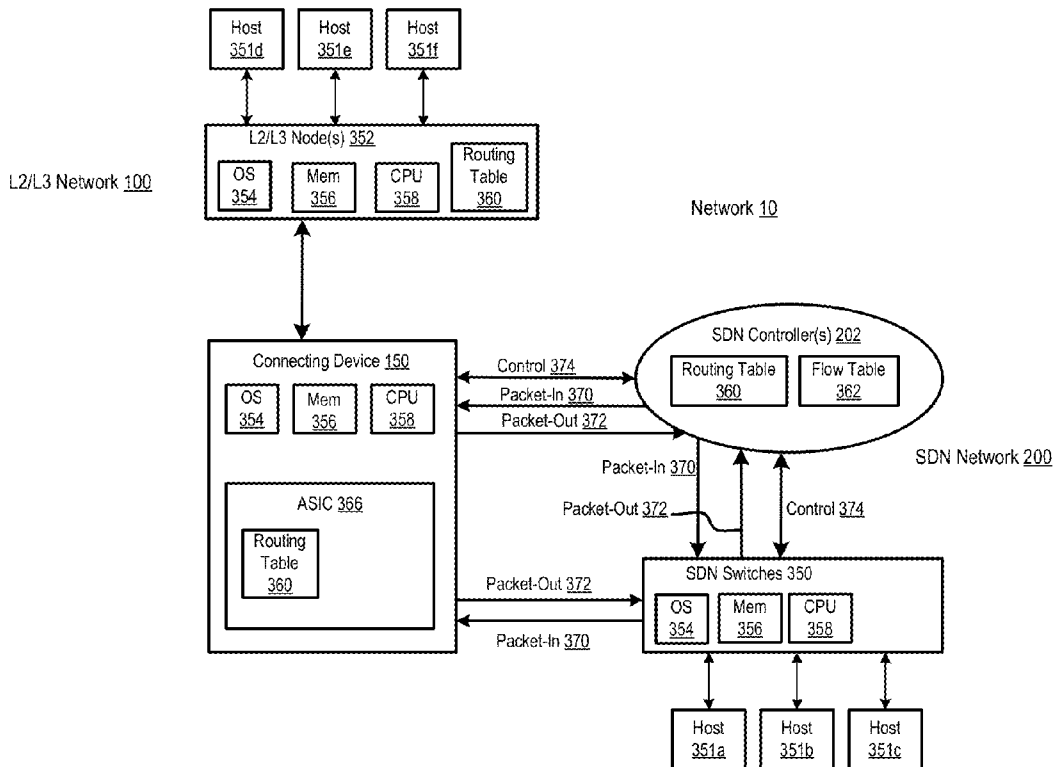 Host
351d
Host
351e
Host
351f
L2/L3 Node(s) 352
OS
354
Mem
356
CPU
358
Routing
Table
360
L2/L3 Network 100
Network 10
Connecting Device 150
OS
354
Mem
356
CPU
358
ASIC 366
Routing
Table
360
Control 374
Packet-In 370
Packet-Out 372
SDN Controller(s) 202
Routing Table
360
Flow Table
362
SDN Network 200
Packet-In 370
Packet-Out 372
Control 374
Packet-Out 372
Packet-In 370
SDN Switches 350
OS
354
Mem
356
CPU
358
Host
351a
Host
351b
Host
351c